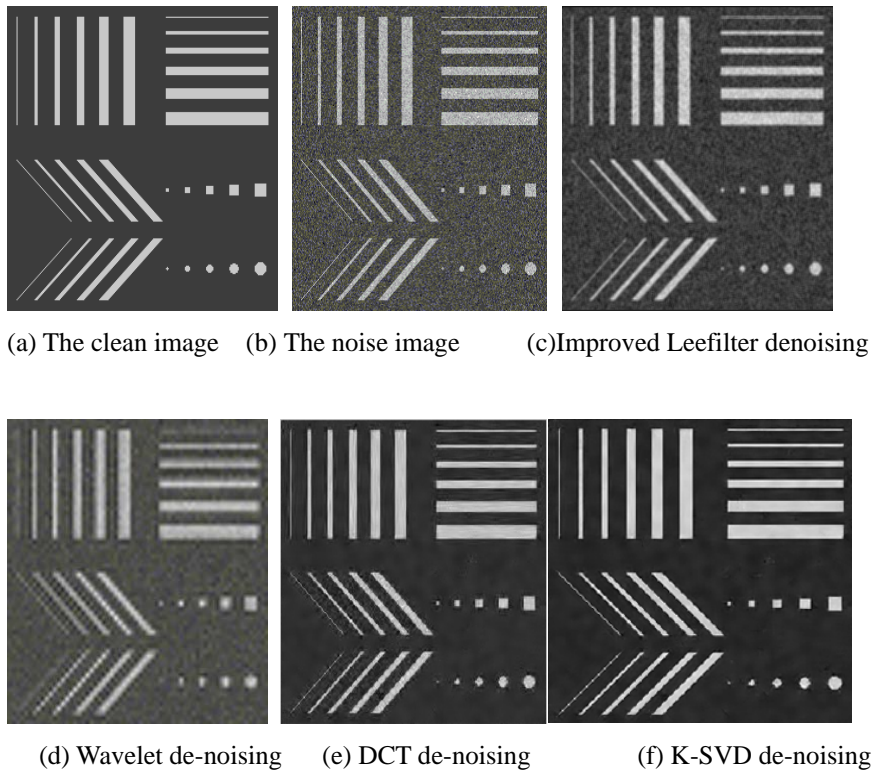 (a) The clean image (b) The noise image (c)Improved Leefilter denoising
(d) Wavelet de-noising (e) DCT de-noising (f) K-SVD de-noising